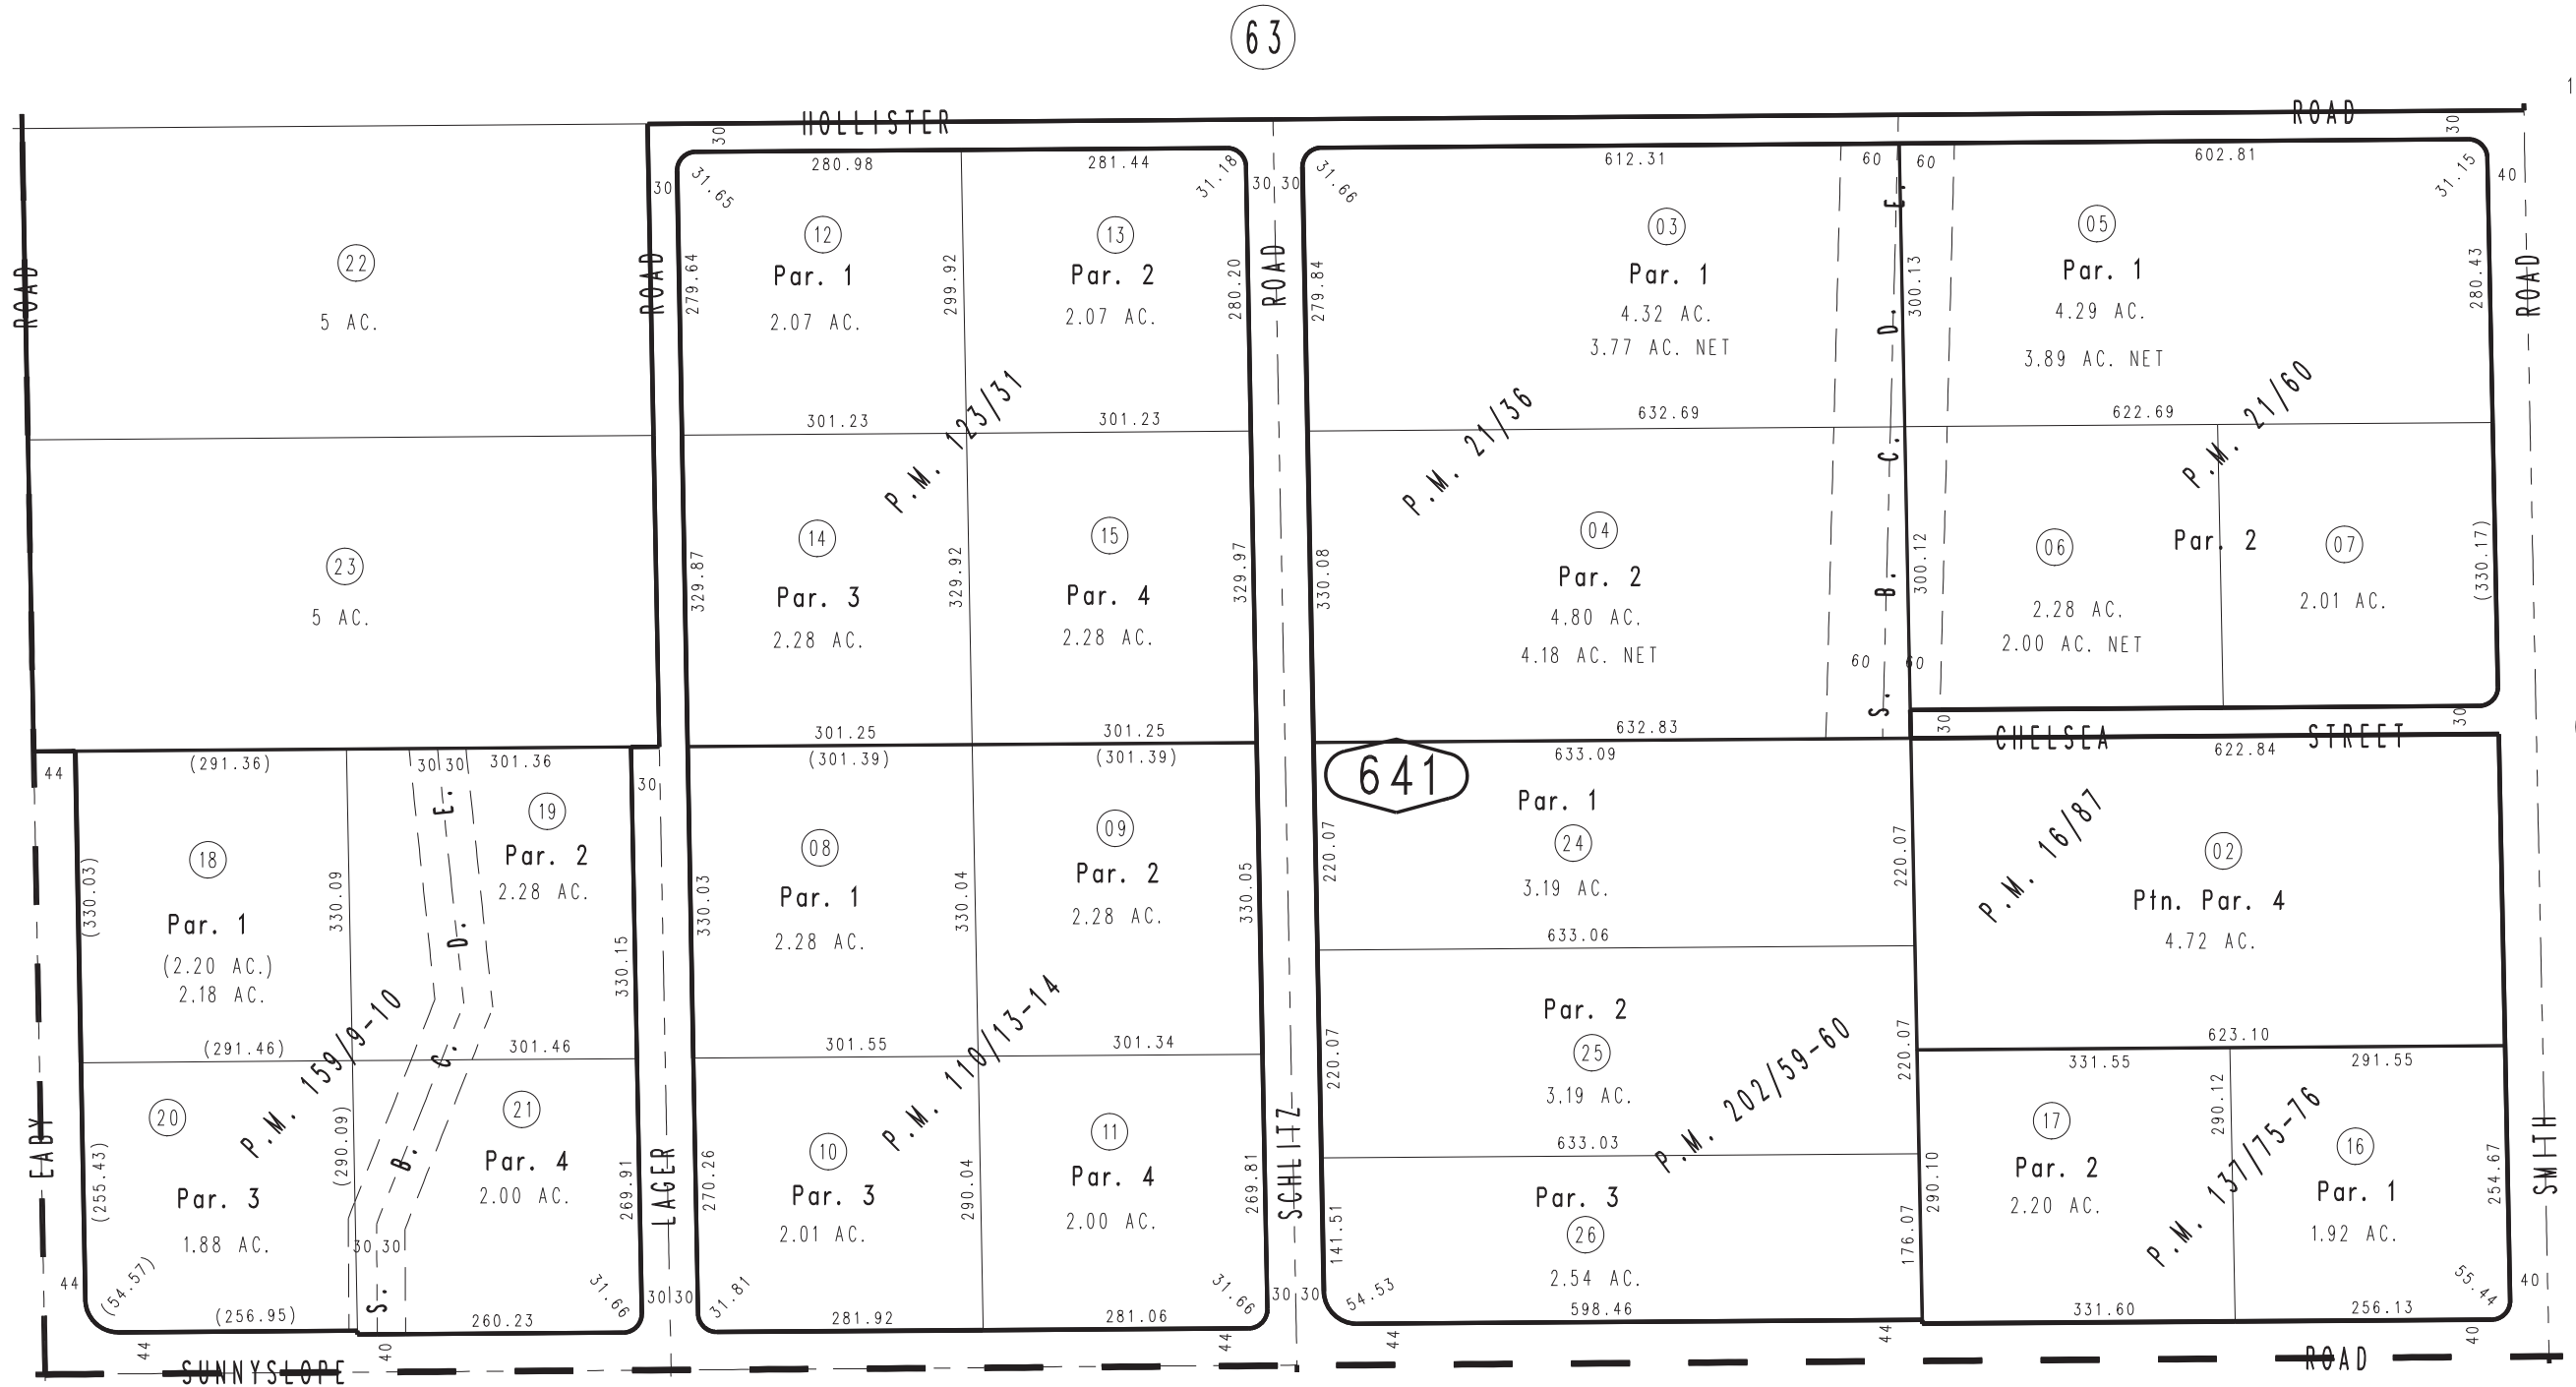 63
HOLLISTER ROAD
30 30
280.98 281.44 612.31 60 60 602.81
30 31.65 31.18 30 30 31.66 31.15 40
ROAD ROAD ROAD ROAD
22
5 AC.
12
Par. 1
2.07 AC.
279.64 299.92
13
Par. 2
2.07 AC.
280.20 279.84
03
Par. 1
4.32 AC.
3.77 AC. NET
300.13
05
Par. 1
4.29 AC.
3.89 AC. NET
280.43
301.23 301.23 632.69 622.69
P.M. 123/31
P.M. 21/36
P.M. 21/60
S. B. C. D. E.
23
5 AC.
14
Par. 3
2.28 AC.
329.87 329.92
15
Par. 4
2.28 AC.
329.97 330.08
04
Par. 2
4.80 AC.
4.18 AC. NET
60 60
300.12
06
Par. 2
2.28 AC.
2.00 AC. NET
07
2.01 AC.
(330.17)
301.25 301.25 632.83
30 30
CHELSEA STREET
44 (291.36) 30 30 301.36 30 (301.39) (301.39) 633.09 622.84
641
18
Par. 1
(2.20 AC.)
2.18 AC.
(330.03) 330.09
19
Par. 2
2.28 AC.
330.15
S. B. C. D. E.
08
Par. 1
2.28 AC.
330.03 330.04
09
Par. 2
2.28 AC.
330.05
Par. 1
24
3.19 AC.
220.07 220.07
633.06
P.M. 16/87
02
Ptn. Par. 4
4.72 AC.
623.10
(291.46) 301.46 301.55 301.34
P.M. 159/9-10
P.M. 110/13-14
Par. 2
25
3.19 AC.
220.07 220.07
633.03
P.M. 202/59-60
331.55 291.55
20
Par. 3
1.88 AC.
(255.43) (290.09)
21
Par. 4
2.00 AC.
269.91
30 30
10
Par. 3
2.01 AC.
270.26 290.04
11
Par. 4
2.00 AC.
269.81
Par. 3
26
2.54 AC.
141.51 176.07
17
Par. 2
2.20 AC.
290.10 290.12
P.M. 137/75-76
16
Par. 1
1.92 AC.
254.67
EADY LAGER SCHLITZ SMITH
44 (54.57) 31.66 30 30 31.81 31.66 30 30 54.53 55.44 40
(256.95) 260.23 281.92 281.06 598.46 331.60 256.13
44 40 44 44 44 40
SUNNYSLOPE ROAD